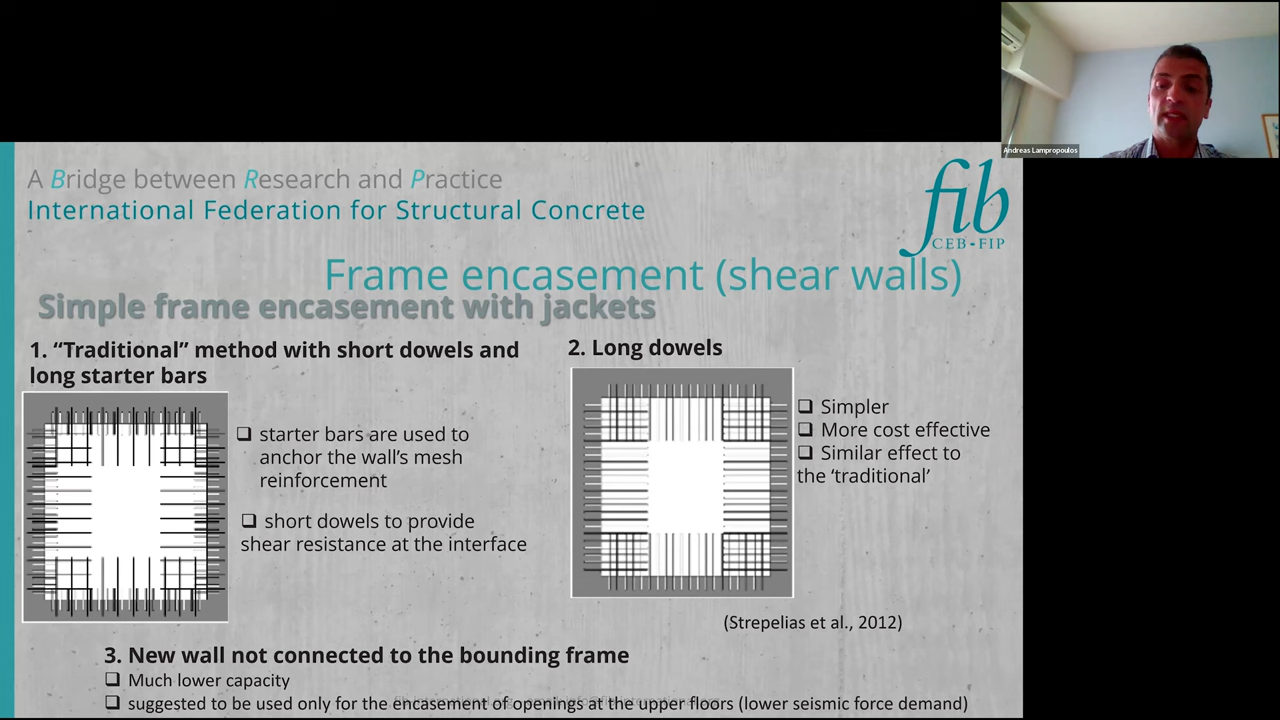 Andreas Lampropoulos
A Bridge between Research and Practice
International Federation for Structural Concrete
fib
CEB-FIP
Frame encasement (shear walls)
Simple frame encasement with jackets
1. “Traditional” method with short dowels and
long starter bars
❑ starter bars are used to
anchor the wall’s mesh
reinforcement
❑ short dowels to provide
shear resistance at the interface
2. Long dowels
❑ Simpler
❑ More cost effective
❑ Similar effect to
the ‘traditional’
(Strepelias et al., 2012)
3. New wall not connected to the bounding frame
❑ Much lower capacity
❑ suggested to be used only for the encasement of openings at the upper floors (lower seismic force demand)